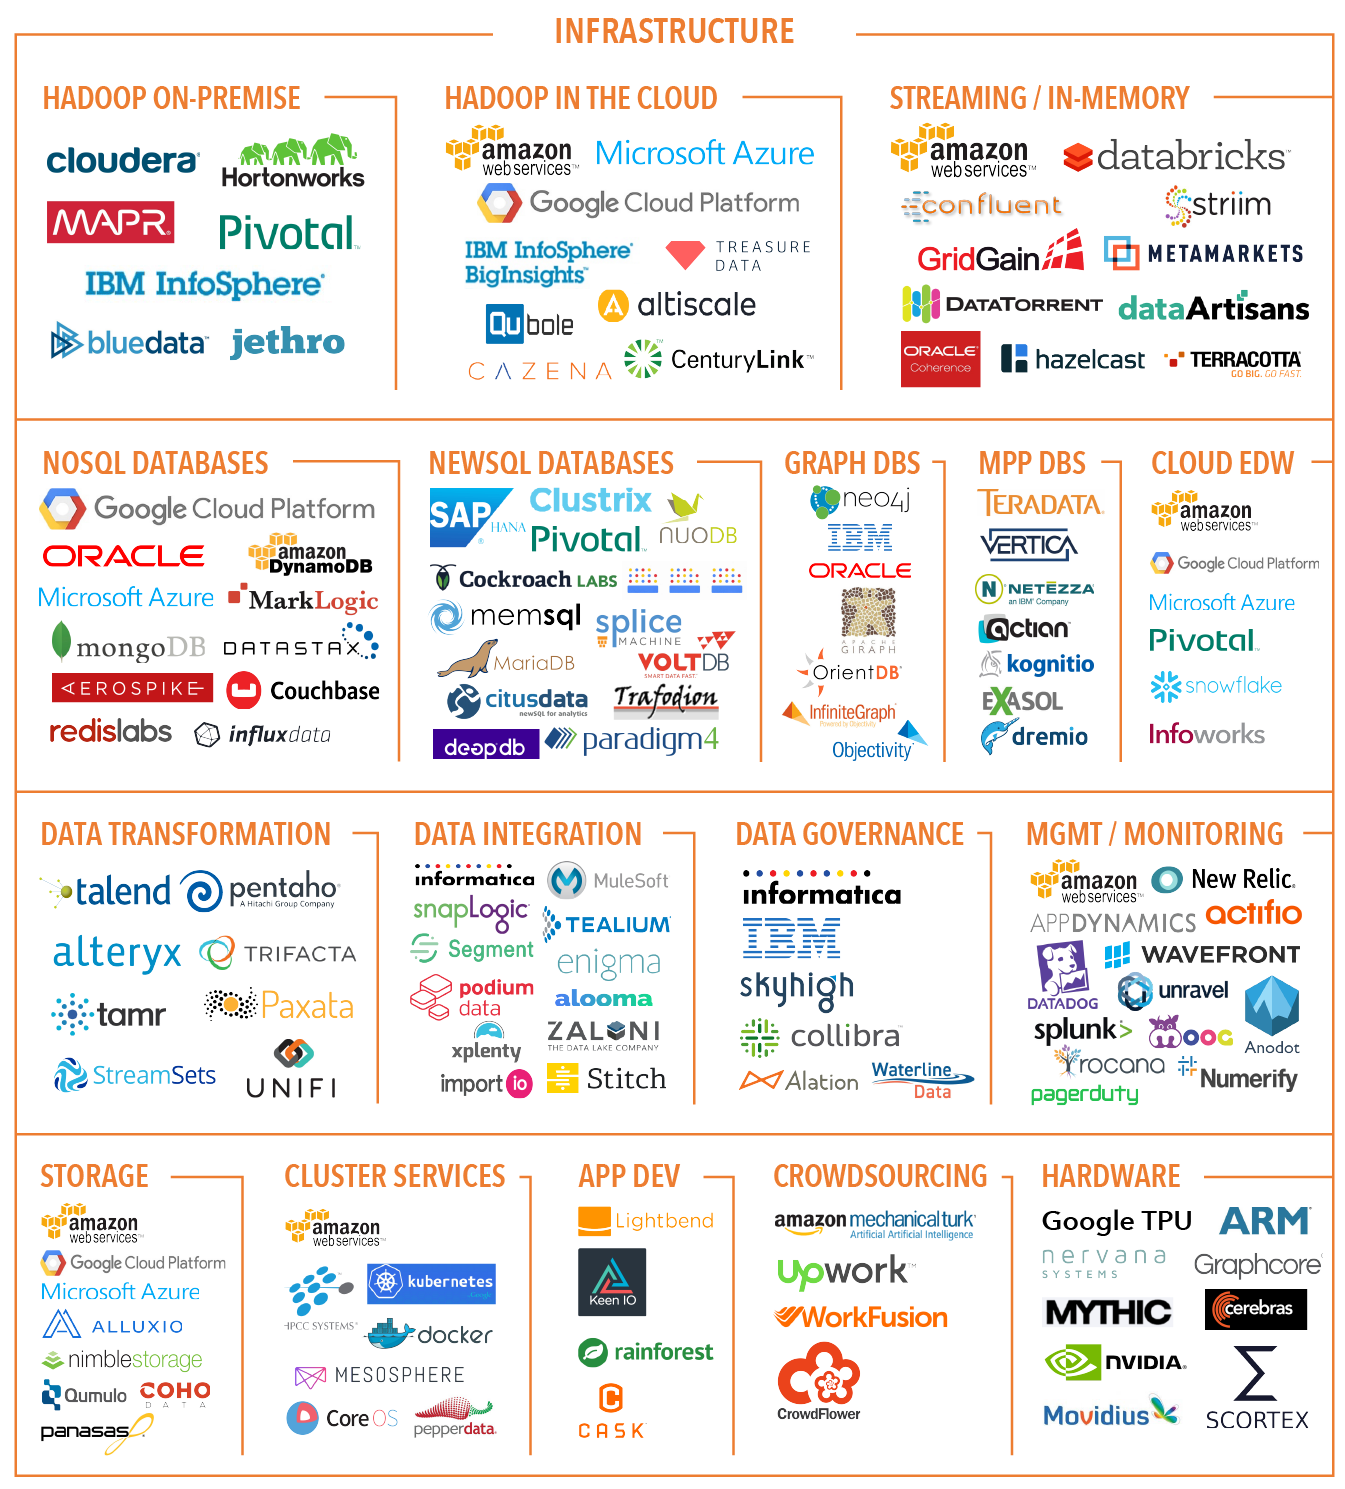 INFRASTRUCTURE
HADOOP ON-PREMISE
cloudera
Hortonworks
MAPR
Pivotal
IBM InfoSphere
bluedata
jethro
HADOOP IN THE CLOUD
amazon
web services
Microsoft Azure
Google Cloud Platform
IBM InfoSphere
BigInsights
TREASURE
DATA
Qubole
altiscale
CAZENA
CenturyLink
STREAMING / IN-MEMORY
amazon
web services
databricks
confluent
striim
GridGain
METAMARKETS
DATATORRENT
dataArtisans
ORACLE
Coherence
hazelcast
TERRACOTTA
GO BIG. GO FAST.
NOSQL DATABASES
Google Cloud Platform
ORACLE
amazon
DynamoDB
Microsoft Azure
MarkLogic
mongoDB
DATASTAX
AEROSPIKE
Couchbase
redislabs
influxdata
NEWSQL DATABASES
SAP HANA
Clustrix
Pivotal
NUODB
Cockroach LABS
memsql
splice
MACHINE
MariaDB
VOLTDB
SMART DATA FAST.
citusdata
newSQL for analytics
Trafodion
deepdb
paradigm4
GRAPH DBS
neo4j
IBM
ORACLE
APACHE
GIRAPH
OrientDB
InfiniteGraph
Powered by Objectivity
Objectivity
MPP DBS
TERADATA
VERTICA
NETEZZA
an IBM Company
actian
kognitio
EXASOL
dremio
CLOUD EDW
amazon
web services
Google Cloud Platform
Microsoft Azure
Pivotal
snowflake
Infoworks
DATA TRANSFORMATION
talend
pentaho
A Hitachi Group Company
alteryx
TRIFACTA
tamr
Paxata
StreamSets
UNIFI
DATA INTEGRATION
informatica
MuleSoft
snapLogic
TEALIUM
Segment
enigma
podium
data
alooma
xplenty
ZALONI
THE DATA LAKE COMPANY
import io
Stitch
DATA GOVERNANCE
informatica
IBM
skyhigh
collibra
Alation
Waterline
Data
MGMT / MONITORING
amazon
web services
New Relic
APPDYNAMICS
actifio
DATADOG
WAVEFRONT
unravel
splunk>
moog
Anodot
rocana
Numerify
pagerduty
STORAGE
amazon
web services
Google Cloud Platform
Microsoft Azure
ALLUXIO
nimblestorage
Qumulo
COHO
DATA
panasas
CLUSTER SERVICES
amazon
web services
HPCC SYSTEMS
kubernetes
Google
docker
MESOSPHERE
CoreOS
pepperdata
APP DEV
Lightbend
Keen IO
rainforest
CASK
CROWDSOURCING
amazon mechanical turk
Artificial Artificial Intelligence
Upwork
WorkFusion
CrowdFlower
HARDWARE
Google TPU
ARM
nervana
SYSTEMS
Graphcore
MYTHIC
cerebras
NVIDIA
Movidius
SCORTEX